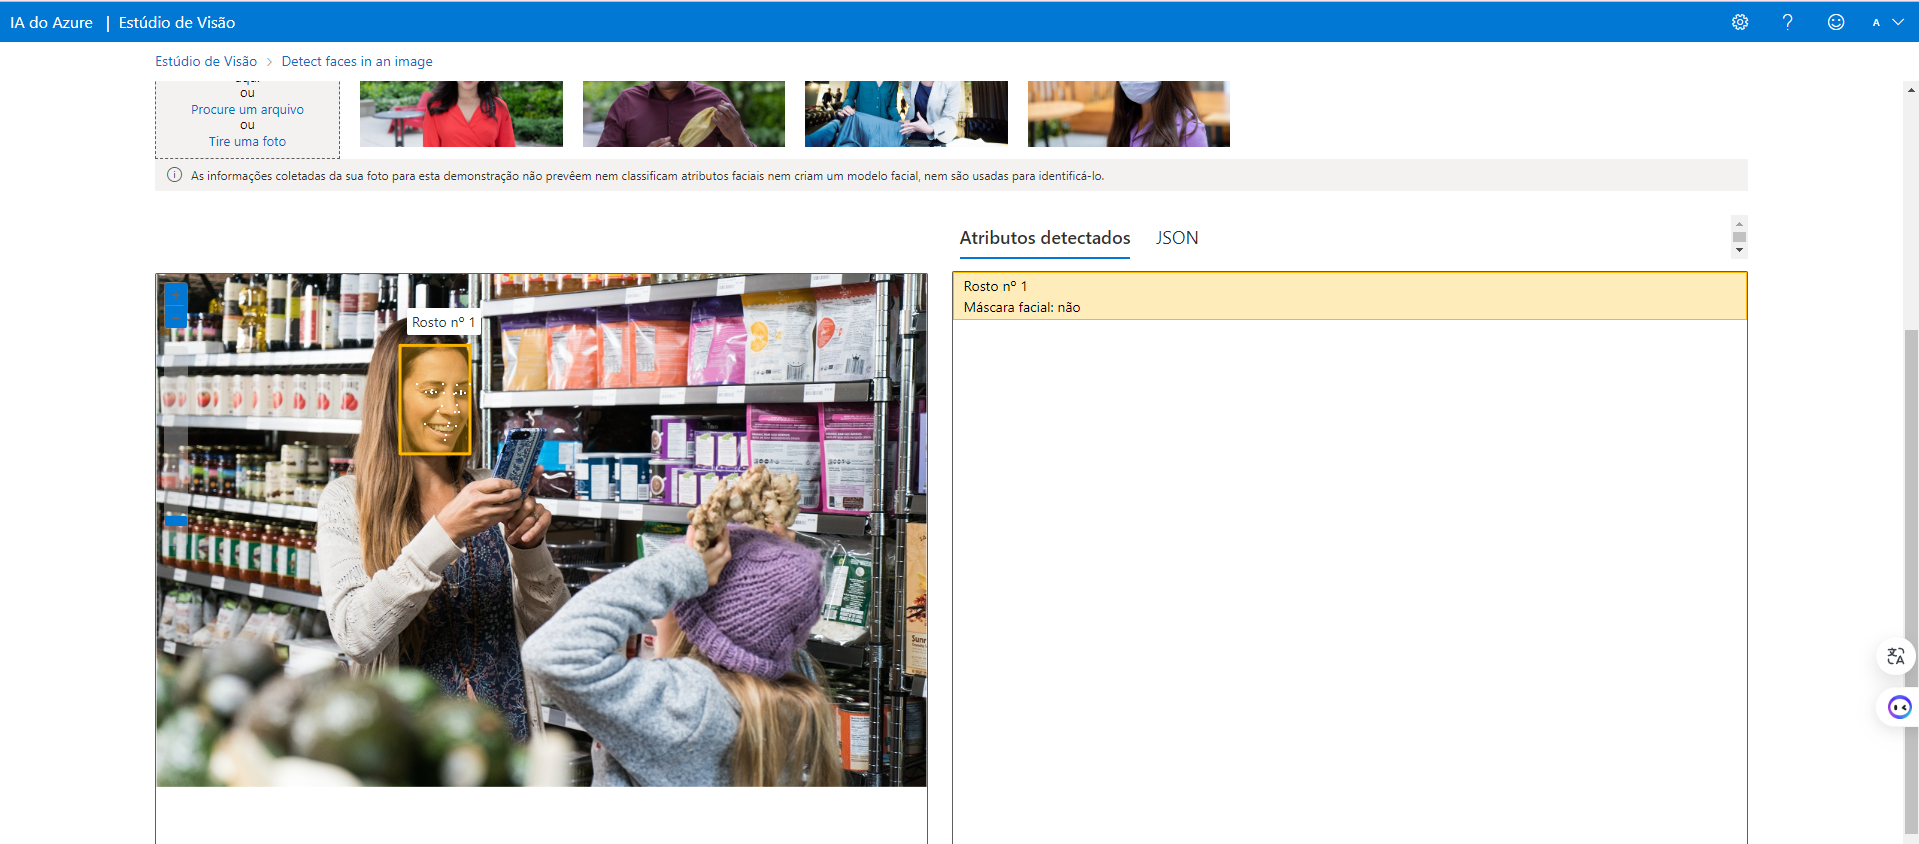 IA do Azure | Estúdio de Visão
A
Estúdio de Visão > Detect faces in an image
ou
Procure um arquivo
ou
Tire uma foto
As informações coletadas da sua foto para esta demonstração não prevêem nem classificam atributos faciais nem criam um modelo facial, nem são usadas para identificá-lo.
Atributos detectados JSON
Rosto nº 1
Máscara facial: não
Rosto nº 1